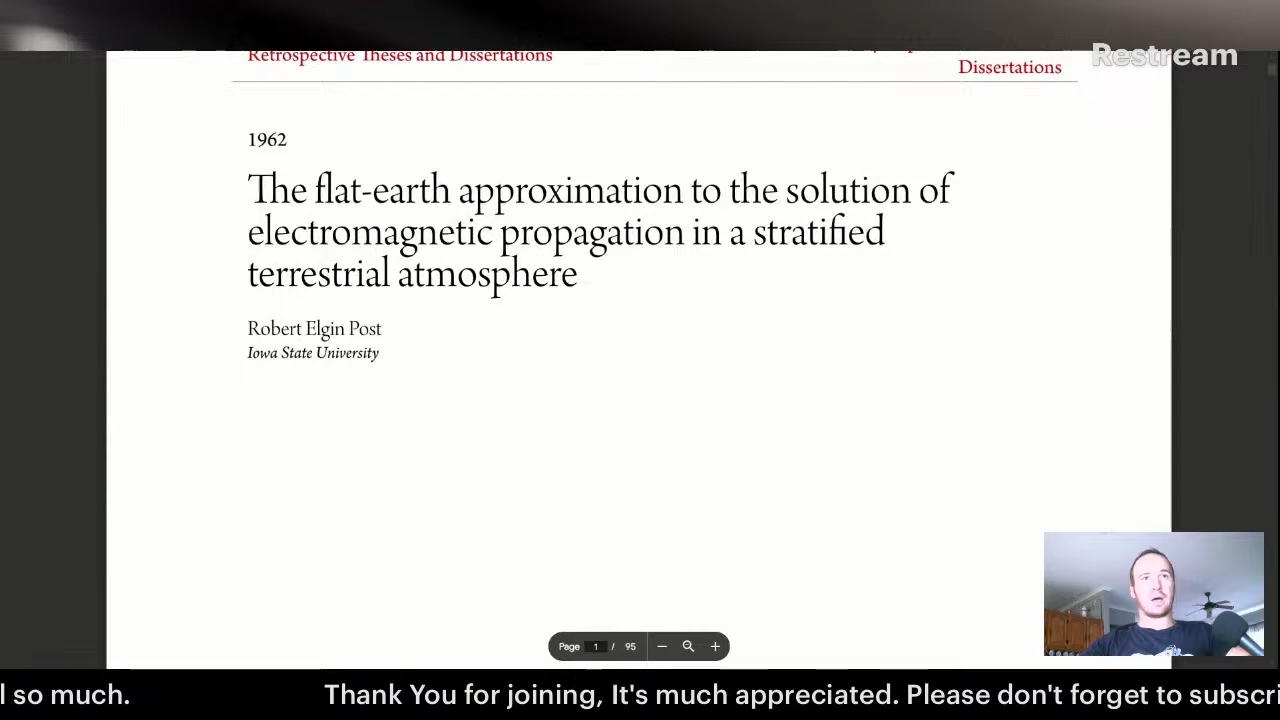 Retrospective Theses and Dissertations
Dissertations
Restream
1962
The flat-earth approximation to the solution of
electromagnetic propagation in a stratified
terrestrial atmosphere
Robert Elgin Post
Iowa State University
Page 1 / 95
l so much. Thank You for joining, It's much appreciated. Please don't forget to subscri